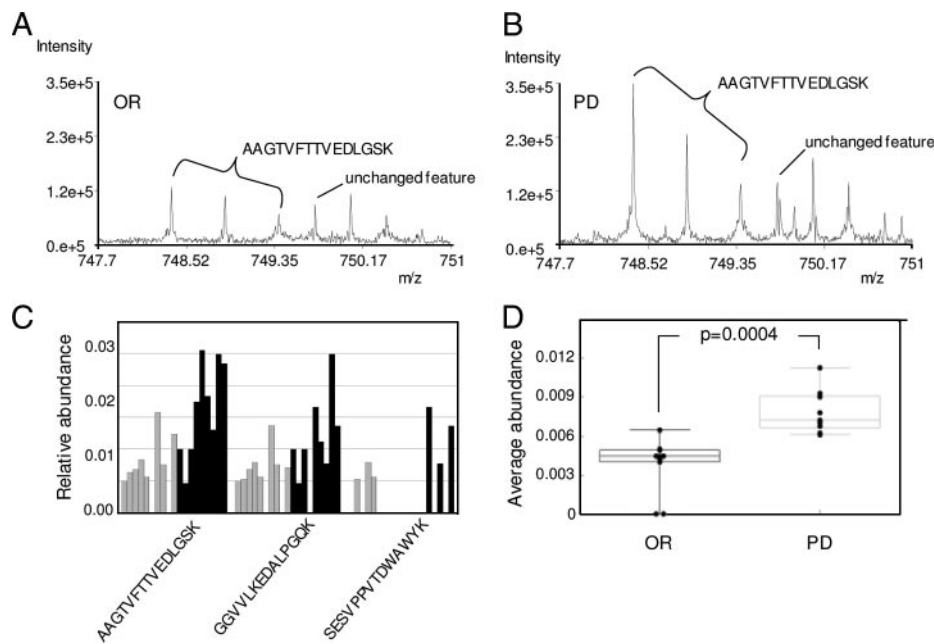 A
Intensity
3.5e+5
2.3e+5
1.2e+5
0.e+5
OR
AAGTVFTTVEDLGSK
unchanged feature
747.7 748.52 749.35 750.17 751
m/z
B
Intensity
3.5e+5
2.3e+5
1.2e+5
0.e+5
PD
AAGTVFTTVEDLGSK
unchanged feature
747.7 748.52 749.35 750.17 751
m/z
C
Relative abundance
0.03
0.02
0.01
0.00
AAGTVFTTVEDLGSK
GGVVLKEDALPGQK
SESVPPVTDWAWYK
D
Average abundance
0.012
0.009
0.006
0.003
0
p=0.0004
OR PD